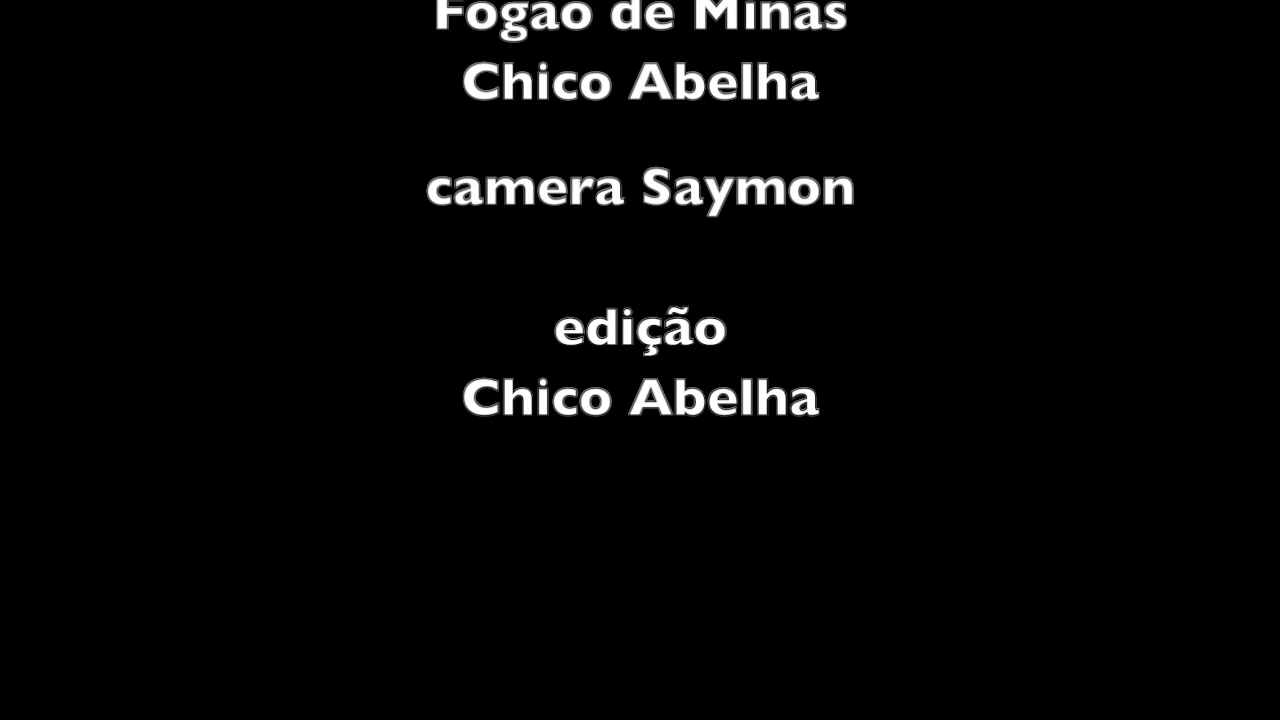 Fogão de Minas
Chico Abelha
camera Saymon
edição
Chico Abelha